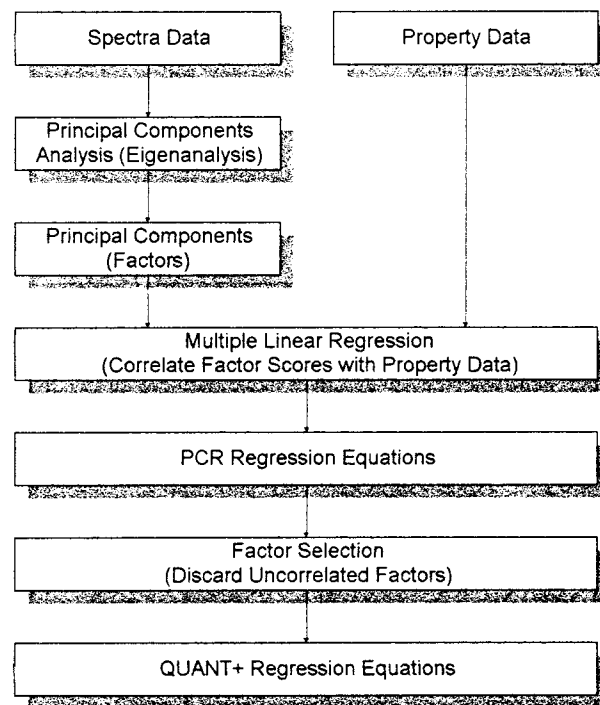 Spectra Data
Property Data
Principal Components
Analysis (Eigenanalysis)
Principal Components
(Factors)
Multiple Linear Regression
(Correlate Factor Scores with Property Data)
PCR Regression Equations
Factor Selection
(Discard Uncorrelated Factors)
QUANT+ Regression Equations